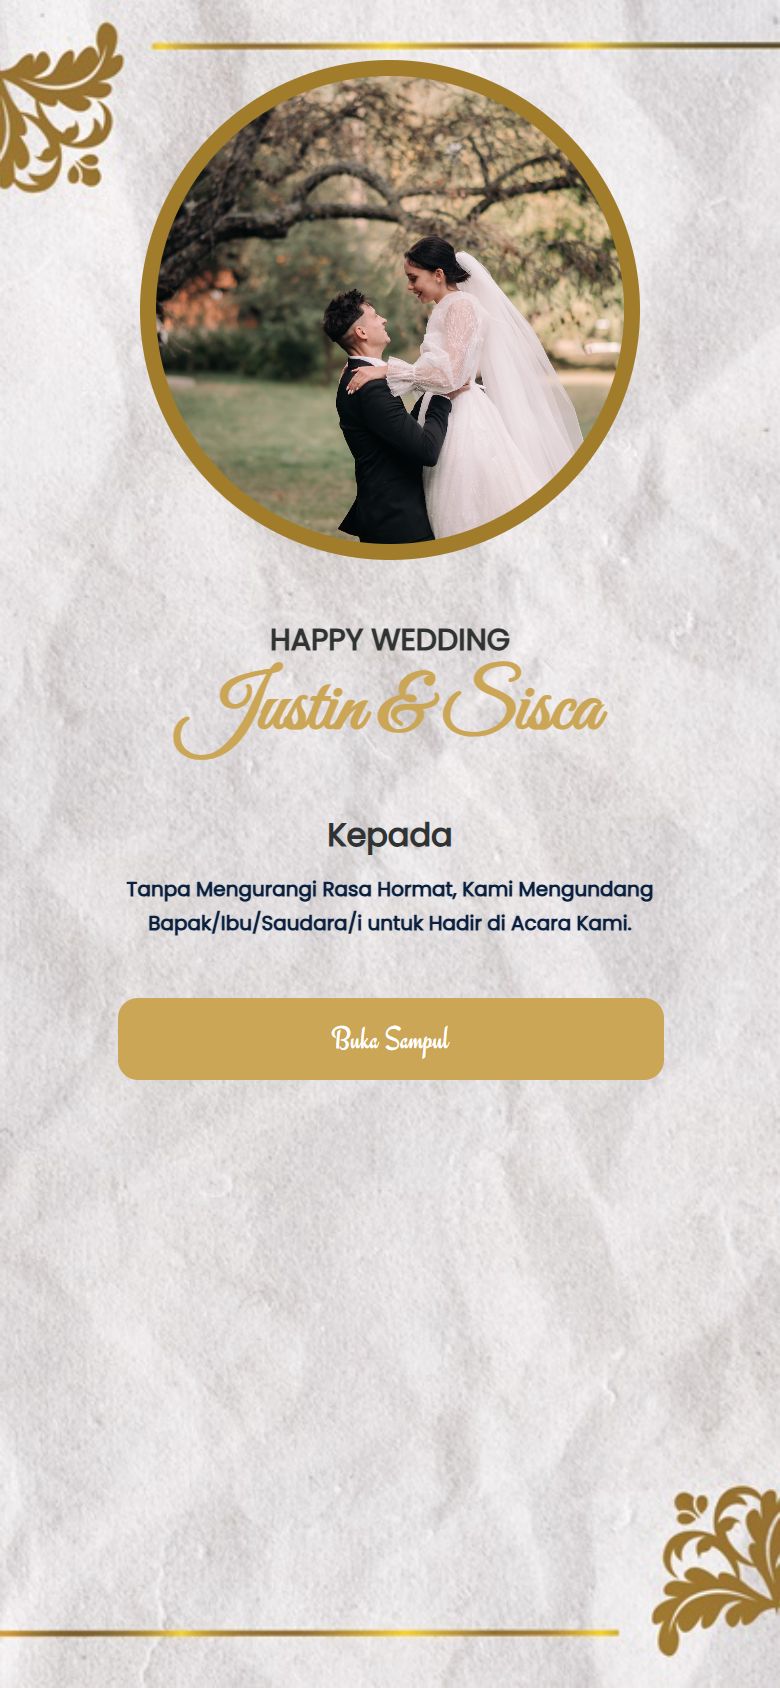 HAPPY WEDDING
Justin & Sisca
Kepada
Tanpa Mengurangi Rasa Hormat, Kami Mengundang
Bapak/Ibu/Saudara/i untuk Hadir di Acara Kami.
Buka Sampul